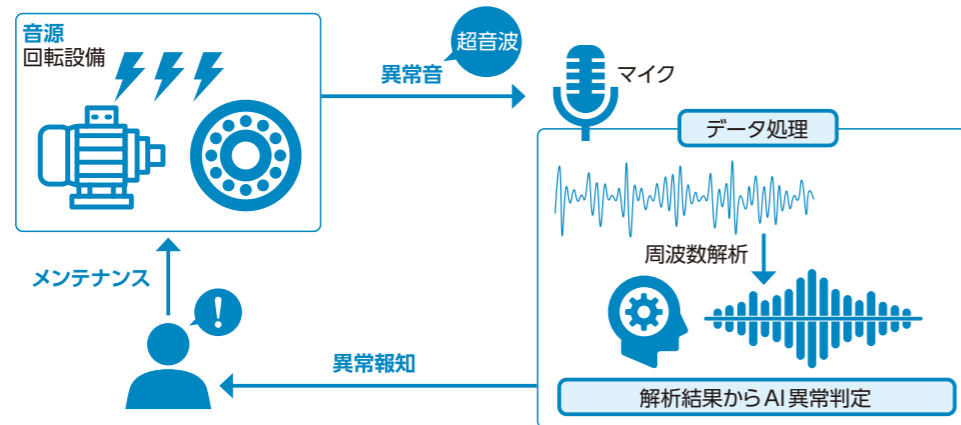 音源
回転設備
超音波
異常音
マイク
データ処理
周波数解析
解析結果からAI異常判定
異常報知
メンテナンス
!